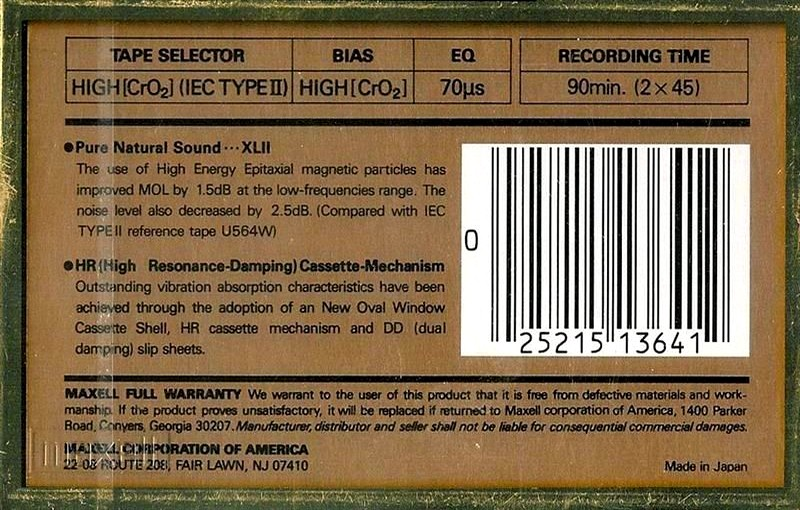 TAPE SELECTOR BIAS EQ RECORDING TIME
HIGH [CrO₂] (IEC TYPE II) HIGH [CrO₂] 70μs 90min. (2 × 45)
●Pure Natural Sound ··· XLII
The use of High Energy Epitaxial magnetic particles has
improved MOL by 1.5dB at the low-frequencies range. The
noise level also decreased by 2.5dB. (Compared with IEC
TYPE II reference tape U564W)
●HR (High Resonance-Damping) Cassette-Mechanism
Outstanding vibration absorption characteristics have been
achieved through the adoption of an New Oval Window
Cassette Shell, HR cassette mechanism and DD (dual
damping) slip sheets.
0
25215 13641
MAXELL FULL WARRANTY We warrant to the user of this product that it is free from defective materials and work-
manship. If the product proves unsatisfactory, it will be replaced if returned to Maxell corporation of America, 1400 Parker
Road, Conyers, Georgia 30207. Manufacturer, distributor and seller shall not be liable for consequential commercial damages.
MAXELL CORPORATION OF AMERICA
22-08 ROUTE 208, FAIR LAWN, NJ 07410
Made in Japan